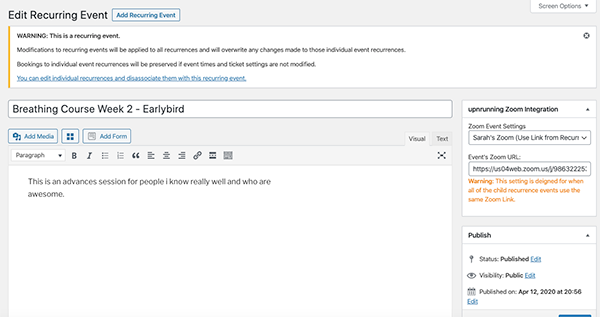 Screen Options
Edit Recurring Event
Add Recurring Event
WARNING: This is a recurring event.
Modifications to recurring events will be applied to all recurrences and will overwrite any changes made to those individual event recurrences.
Bookings to individual event recurrences will be preserved if event times and ticket settings are not modified.
You can edit individual recurrences and disassociate them with this recurring event.
Breathing Course Week 2 - Earlybird
Add Media
Add Form
Visual
Text
Paragraph
This is an advances session for people i know really well and who are
awesome.
upnrunning Zoom Integration
Zoom Event Settings
Sarah's Zoom (Use Link from Recurr
Event's Zoom URL:
https://us04web.zoom.us/j/98632225
Warning: This setting is deigned for when
all of the child recurrence events use the
same Zoom Link.
Publish
Status: Published Edit
Visibility: Public Edit
Published on: Apr 12, 2020 at 20:56
Edit